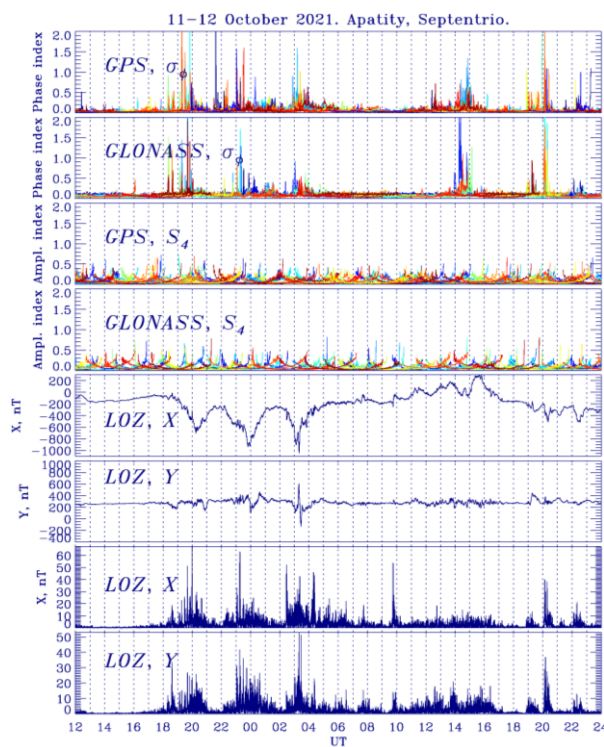 11-12 October 2021. Apatity, Septentrio.
Phase index
2.0
1.5
1.0
0.5
0.0
GPS, σΦ
Phase index
2.0
1.5
1.0
0.5
0.0
GLONASS, σΦ
Ampl. index
2.0
1.5
1.0
0.5
0.0
GPS, S4
Ampl. index
2.0
1.5
1.0
0.5
0.0
GLONASS, S4
X, nT
200
0
−200
−400
−600
−800
−1000
LOZ, X
Y, nT
1000
800
600
400
200
0
−200
−400
LOZ, Y
X, nT
60
50
40
30
20
10
0
LOZ, X
50
40
30
20
10
0
LOZ, Y
12 14 16 18 20 22 00 02 04 06 08 10 12 14 16 18 20 22 24
UT